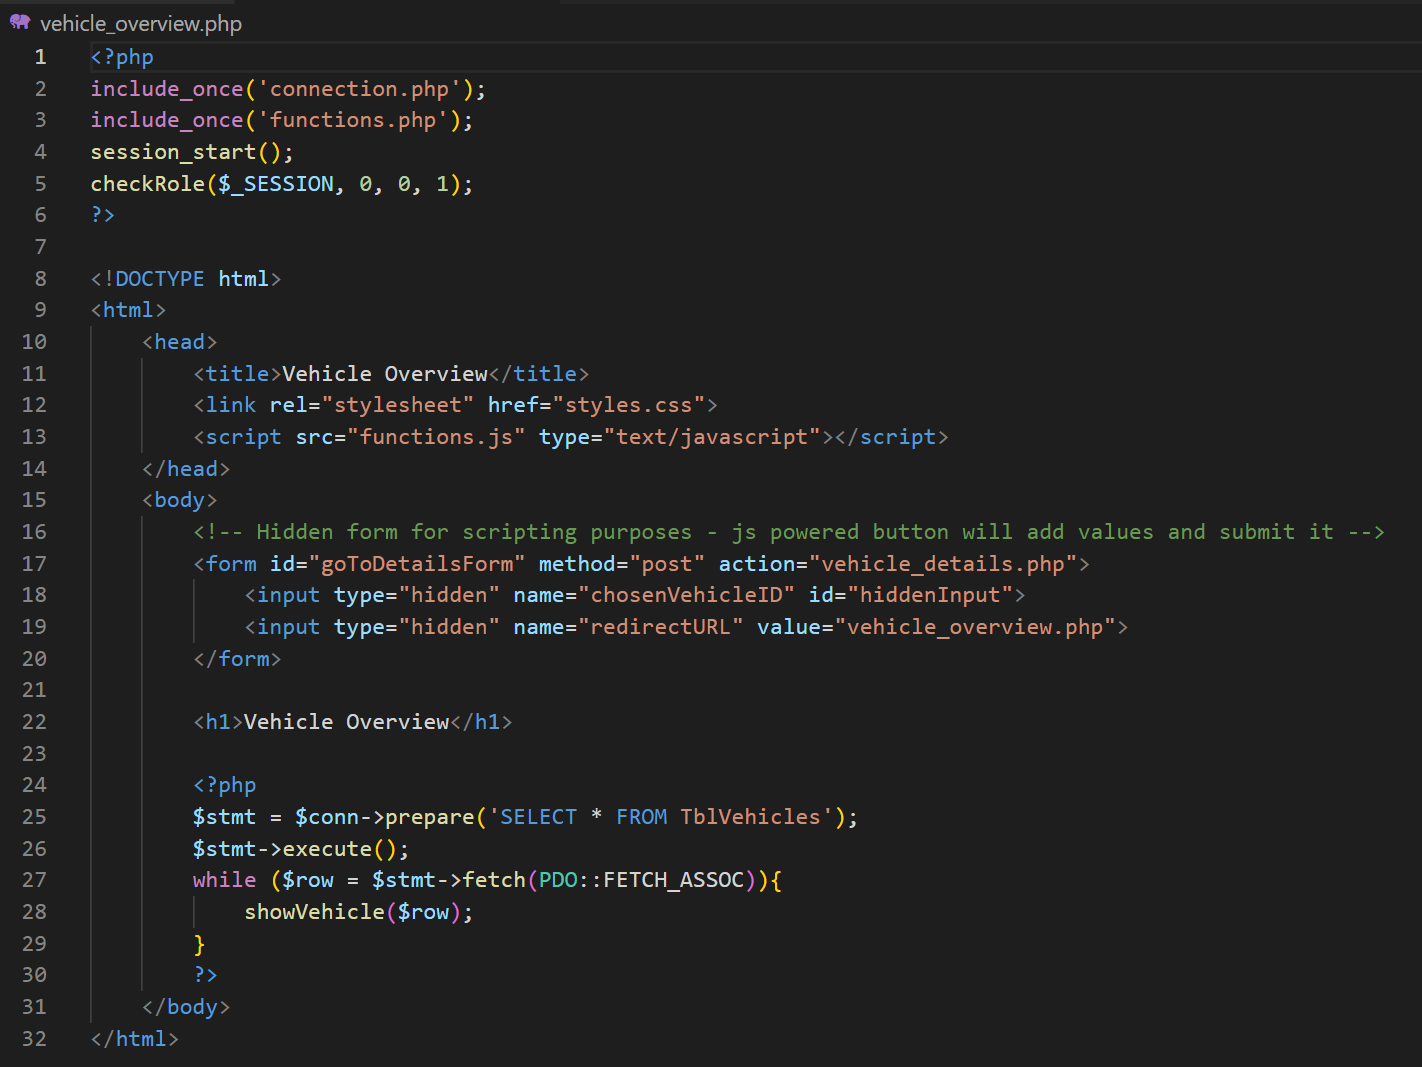 vehicle_overview.php
1 <?php
2 include_once('connection.php');
3 include_once('functions.php');
4 session_start();
5 checkRole($_SESSION, 0, 0, 1);
6 ?>
7
8 <!DOCTYPE html>
9 <html>
10     <head>
11         <title>Vehicle Overview</title>
12         <link rel="stylesheet" href="styles.css">
13         <script src="functions.js" type="text/javascript"></script>
14     </head>
15     <body>
16         <!-- Hidden form for scripting purposes - js powered button will add values and submit it -->
17         <form id="goToDetailsForm" method="post" action="vehicle_details.php">
18             <input type="hidden" name="chosenVehicleID" id="hiddenInput">
19             <input type="hidden" name="redirectURL" value="vehicle_overview.php">
20         </form>
21
22         <h1>Vehicle Overview</h1>
23
24         <?php
25         $stmt = $conn->prepare('SELECT * FROM TblVehicles');
26         $stmt->execute();
27         while ($row = $stmt->fetch(PDO::FETCH_ASSOC)){
28             showVehicle($row);
29         }
30         ?>
31     </body>
32 </html>